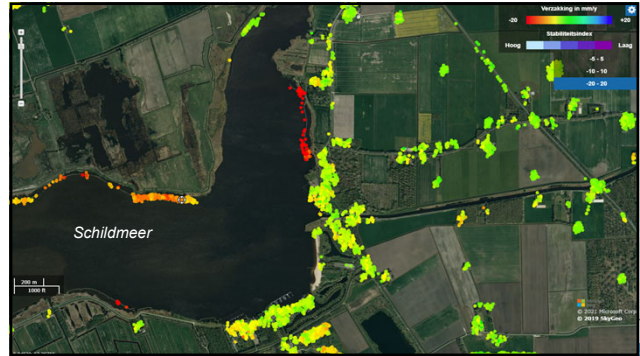 Verzakking in mm/y
-20
+20
Stabiliteitsindex
Hoog
Laag
-5 - 5
-10 - 10
-20 - 20
Schildmeer
200 m
1000 ft
© 2021 Microsoft Corp
© 2019 SkyGeo